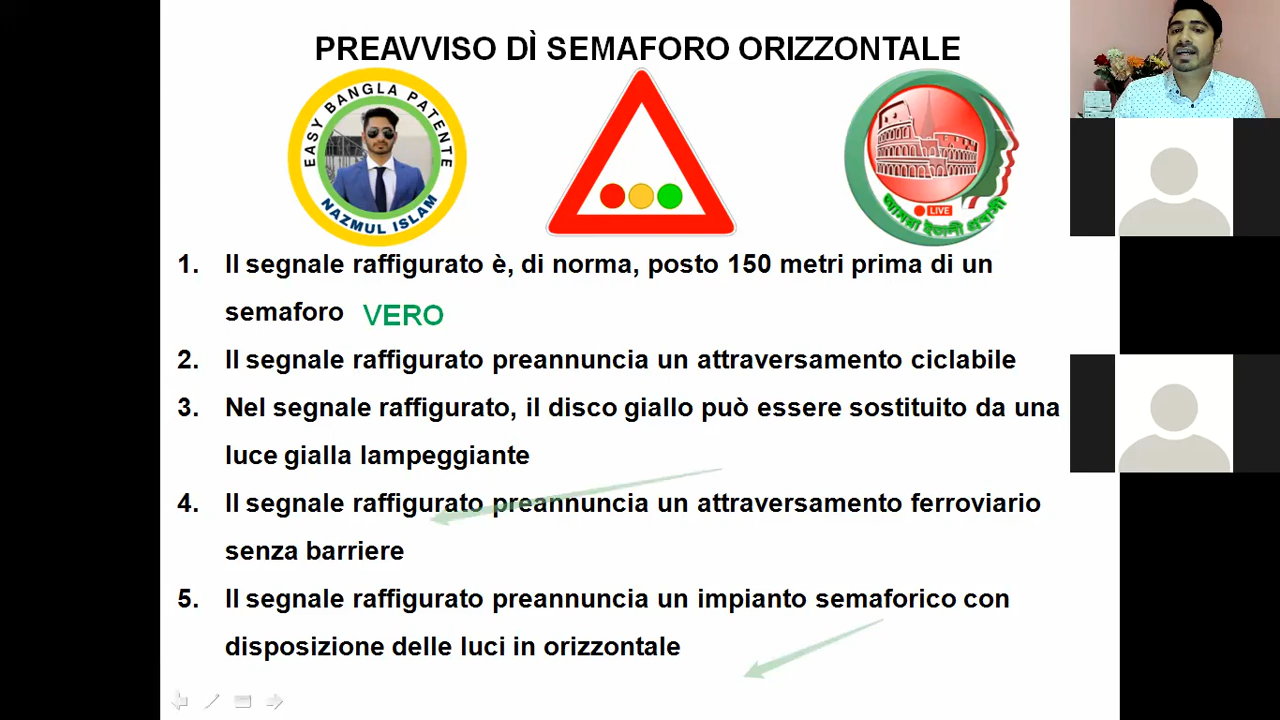 PREAVVISO DÌ SEMAFORO ORIZZONTALE
EASY BANGLA PATENTE
NAZMUL ISLAM
LIVE
আমরা ইতালী প্রবাসী
1. Il segnale raffigurato è, di norma, posto 150 metri prima di un
semaforo VERO
2. Il segnale raffigurato preannuncia un attraversamento ciclabile
3. Nel segnale raffigurato, il disco giallo può essere sostituito da una
luce gialla lampeggiante
4. Il segnale raffigurato preannuncia un attraversamento ferroviario
senza barriere
5. Il segnale raffigurato preannuncia un impianto semaforico con
disposizione delle luci in orizzontale